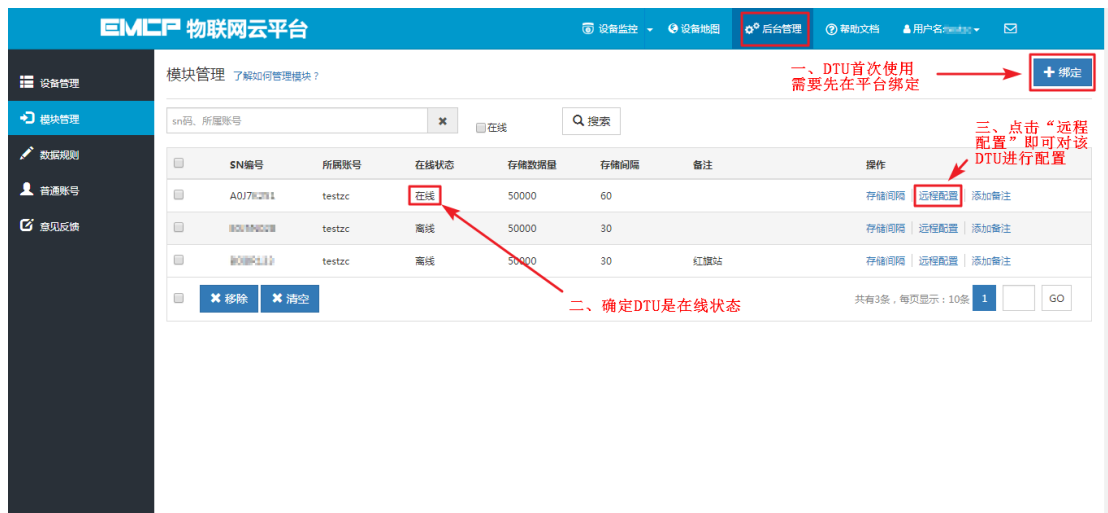 EMCP 物联网云平台
设备监控
设备地图
后台管理
帮助文档
用户名:
设备管理
模块管理
数据规则
普通账号
意见反馈
模块管理 了解如何管理模块？
一、DTU首次使用
需要先在平台绑定
绑定
sn码、所属账号
在线
搜索
三、点击“远程
配置”即可对该
DTU进行配置
SN编号 所属账号 在线状态 存储数据量 存储间隔 备注 操作
A0J7 testzc 在线 50000 60 存储间隔 远程配置 添加备注
testzc 离线 50000 30 存储间隔 远程配置 添加备注
testzc 离线 50000 30 红旗站 存储间隔 远程配置 添加备注
移除 清空
二、确定DTU是在线状态
共有3条，每页显示：10条 1 GO